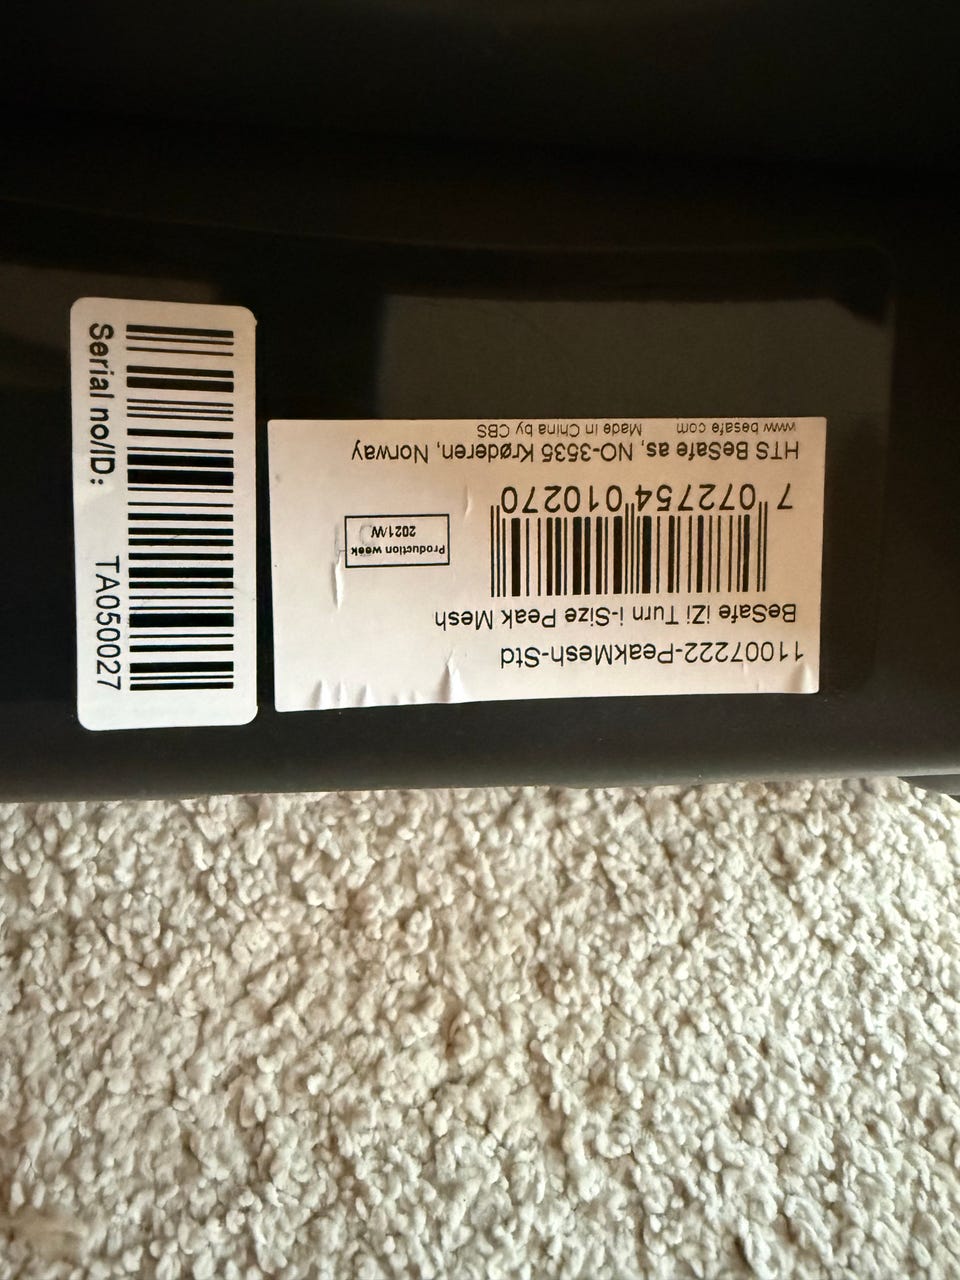 Serial no/ID: TA050027
11007222-PeakMesh-Std
BeSafe iZi Turn i-Size Peak Mesh
7 072754 010270
Production week
2021/W
HTS BeSafe as, NO-3535 Krøderen, Norway
www.besafe.com Made in China by CBS